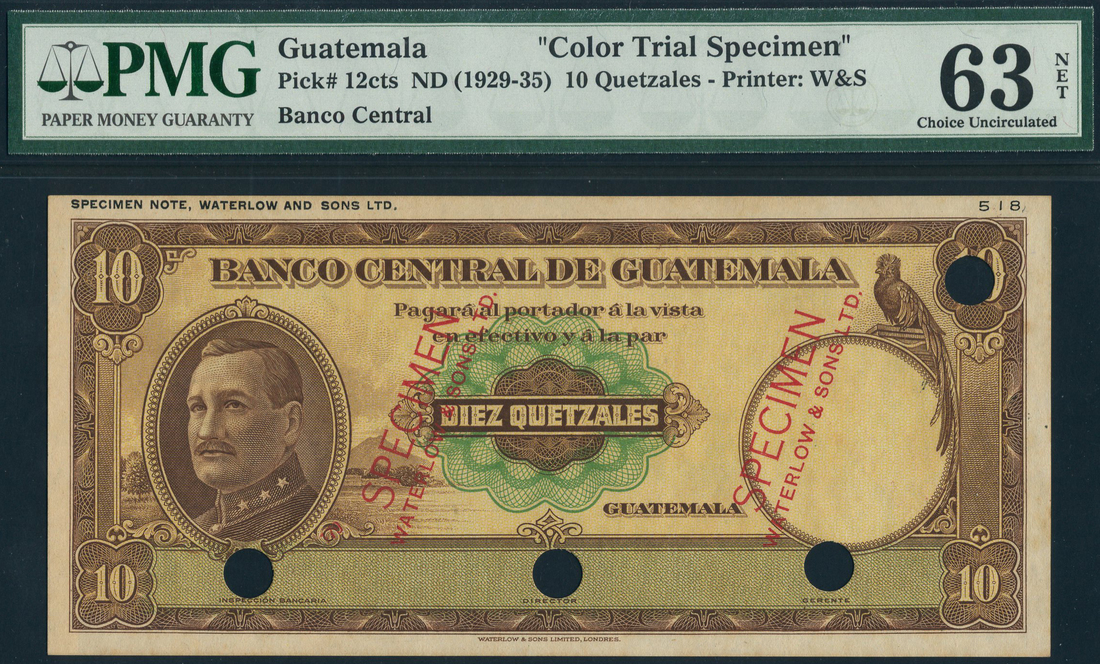 PMG
PAPER MONEY GUARANTY
Guatemala "Color Trial Specimen"
Pick# 12cts ND (1929-35) 10 Quetzales - Printer: W&S
Banco Central
63
NET
Choice Uncirculated
SPECIMEN NOTE, WATERLOW AND SONS LTD.
518
10
BANCO CENTRAL DE GUATEMALA
Pagará al portador á la vista
en efectivo y á la par
SPECIMEN
WATERLOW & SONS LTD.
DIEZ QUETZALES
SPECIMEN
WATERLOW & SONS LTD.
GUATEMALA
10
10
INSPECCIÓN BANCARIA
DIRECTOR
GERENTE
WATERLOW & SONS LIMITED, LONDRES.